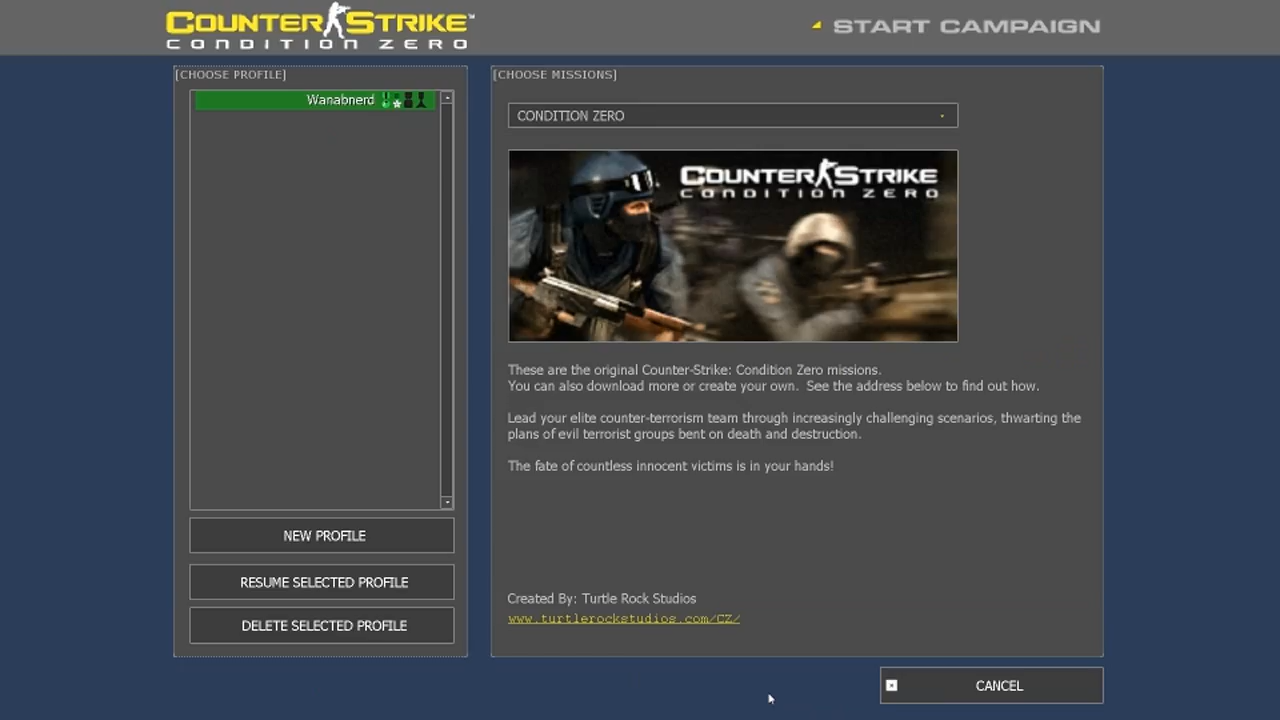 COUNTER STRIKE™
CONDITION ZERO
START CAMPAIGN
[CHOOSE PROFILE]
Wanabnerd
NEW PROFILE
RESUME SELECTED PROFILE
DELETE SELECTED PROFILE
[CHOOSE MISSIONS]
CONDITION ZERO
COUNTER STRIKE
CONDITION ZERO
These are the original Counter-Strike: Condition Zero missions.
You can also download more or create your own.  See the address below to find out how.
Lead your elite counter-terrorism team through increasingly challenging scenarios, thwarting the
plans of evil terrorist groups bent on death and destruction.
The fate of countless innocent victims is in your hands!
Created By: Turtle Rock Studios
www.turtlerockstudios.com/CZ/
CANCEL